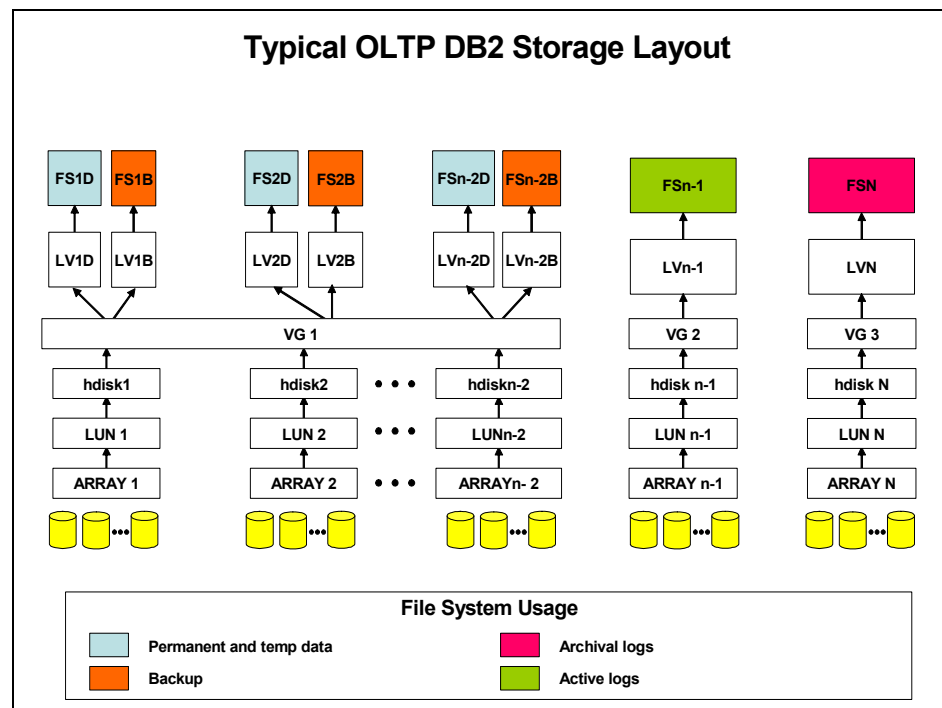 Typical OLTP DB2 Storage Layout
FS1D FS1B FS2D FS2B FSn-2D FSn-2B FSn-1 FSN
LV1D LV1B LV2D LV2B LVn-2D LVn-2B LVn-1 LVN
VG 1 VG 2 VG 3
hdisk1 hdisk2 hdiskn-2 hdisk n-1 hdisk N
LUN 1 LUN 2 LUNn-2 LUN n-1 LUN N
ARRAY 1 ARRAY 2 ARRAYn- 2 ARRAY n-1 ARRAY N
File System Usage
Permanent and temp data Archival logs
Backup Active logs